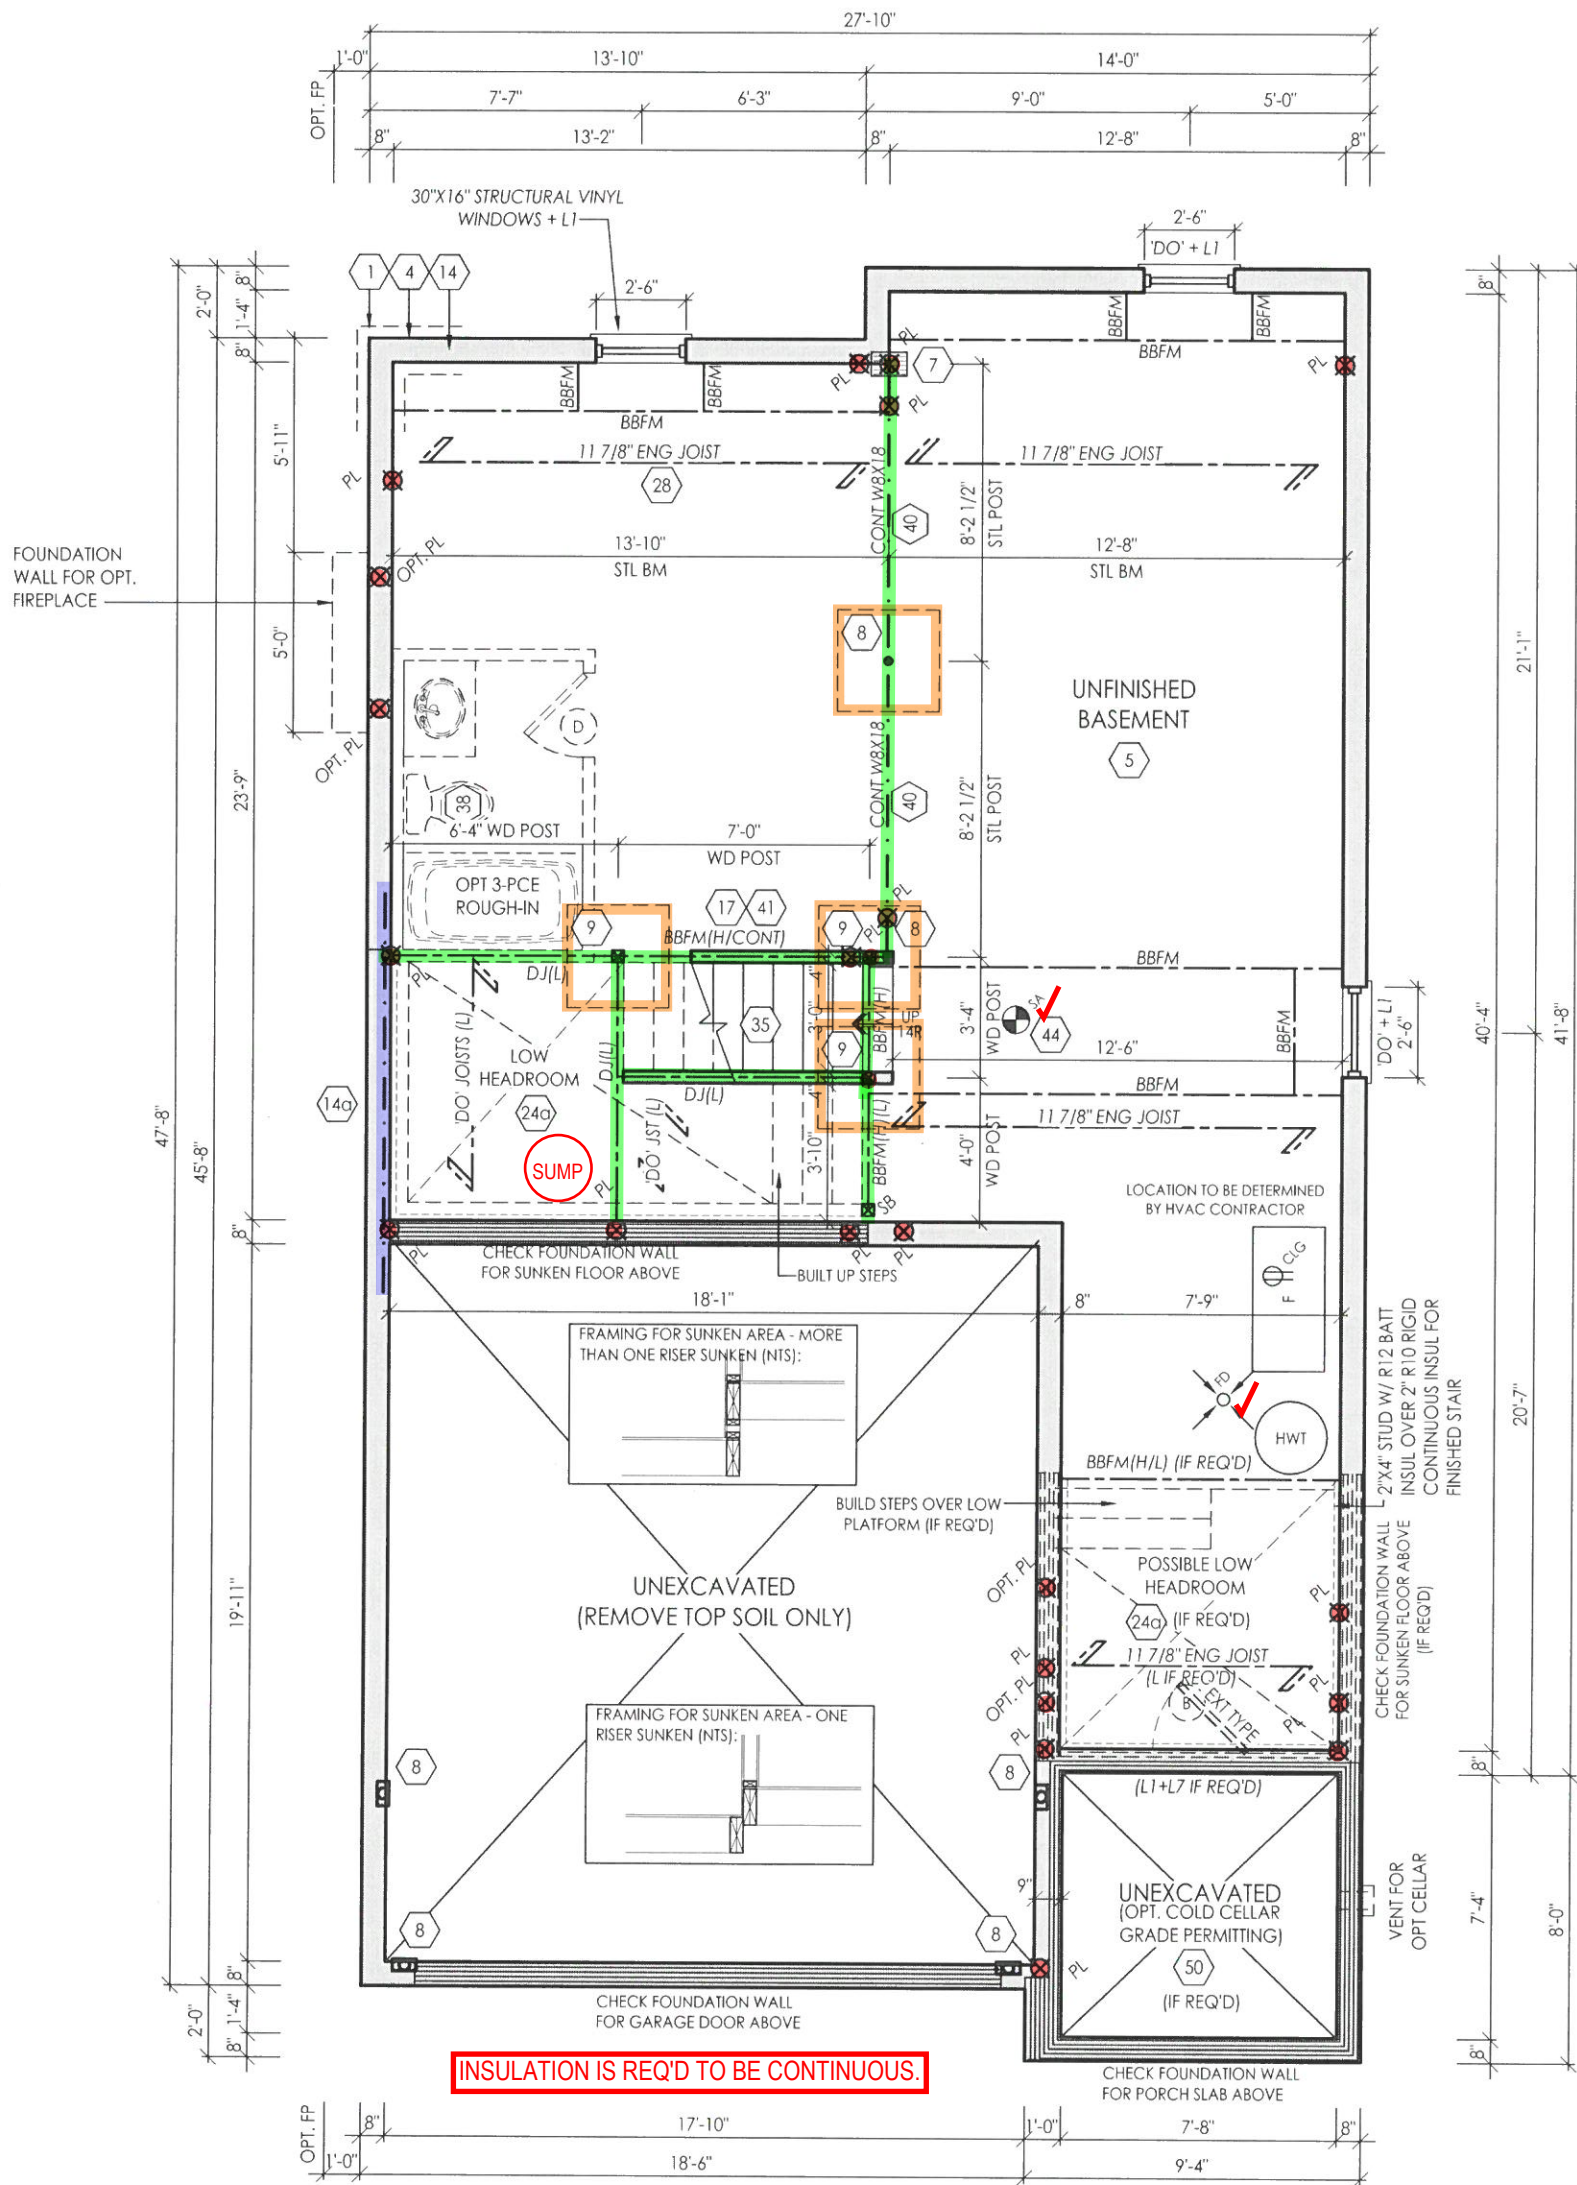 27'-10"
1'-0"
13'-10"
14'-0"
OPT. FP
7'-7"
6'-3"
9'-0"
5'-0"
8"
13'-2"
8"
12'-8"
8"
30"X16" STRUCTURAL VINYL
WINDOWS + L1
2'-6"
'DO' + L1
1
4
14
2'-6"
8"
2'-0"
1'-4"
8"
8"
BBFM
BBFM
BBFM
PL
PL
7
PL
PL
BBFM
BBFM
BBFM
PL
5'-11"
11 7/8" ENG JOIST
28
11 7/8" ENG JOIST
PL
CONT W8X18
40
8'-2 1/2"
STL POST
13'-10"
STL BM
12'-8"
STL BM
FOUNDATION
WALL FOR OPT.
FIREPLACE
OPT. PL
5'-0"
8
21'-1"
UNFINISHED
BASEMENT
5
D
OPT. PL
CONT W8X18
40
8'-2 1/2"
STL POST
23'-9"
38
6'-4" WD POST
7'-0"
WD POST
OPT 3-PCE
ROUGH-IN
17
41
PL
9
BBFM(H/CONT)
9
PL
8
BBFM
DJ(L)
PL
4"
SA
44
UP
4R
3'-0"
35
BBFM(H)
9
3'-4"
WD POST
12'-6"
BBFM
'DO' + L1
2'-6"
40'-4"
41'-8"
'DO' JOISTS (L)
LOW
HEADROOM
24a
DJ(L)
DJ(L)
4"
BBFM
11 7/8" ENG JOIST
14a
47'-8"
45'-8"
SUMP
'DO' JST (L)
3'-10"
BBFM(H)(L)
4'-0"
WD POST
PL
SB
LOCATION TO BE DETERMINED
BY HVAC CONTRACTOR
8"
PL
CHECK FOUNDATION WALL
FOR SUNKEN FLOOR ABOVE
BUILT UP STEPS
PL
PL
CLG
F
18'-1"
8"
7'-9"
FRAMING FOR SUNKEN AREA - MORE
THAN ONE RISER SUNKEN (NTS):
2"X4" STUD W/ R12 BATT
INSUL OVER 2" R10 RIGID
CONTINUOUS INSUL FOR
FINISHED STAIR
20'-7"
FD
HWT
BBFM(H/L) (IF REQ'D)
BUILD STEPS OVER LOW
PLATFORM (IF REQ'D)
POSSIBLE LOW
HEADROOM
24a
(IF REQ'D)
CHECK FOUNDATION WALL
FOR SUNKEN FLOOR ABOVE
(IF REQ'D)
19'-11"
UNEXCAVATED
(REMOVE TOP SOIL ONLY)
OPT. PL
PL
11 7/8" ENG JOIST
(L IF REQ'D)
PL
OPT. PL
PL
PL
B
EXT TYPE
PL
FRAMING FOR SUNKEN AREA - ONE
RISER SUNKEN (NTS):
8
8
8"
(L1+L7 IF REQ'D)
9"
UNEXCAVATED
(OPT. COLD CELLAR
GRADE PERMITTING)
50
(IF REQ'D)
VENT FOR
OPT CELLAR
7'-4"
8'-0"
8
8
PL
8"
2'-0"
1'-4"
8"
CHECK FOUNDATION WALL
FOR GARAGE DOOR ABOVE
INSULATION IS REQ'D TO BE CONTINUOUS.
8"
CHECK FOUNDATION WALL
FOR PORCH SLAB ABOVE
OPT. FP
8"
17'-10"
1'-0"
7'-8"
8"
1'-0"
18'-6"
9'-4"